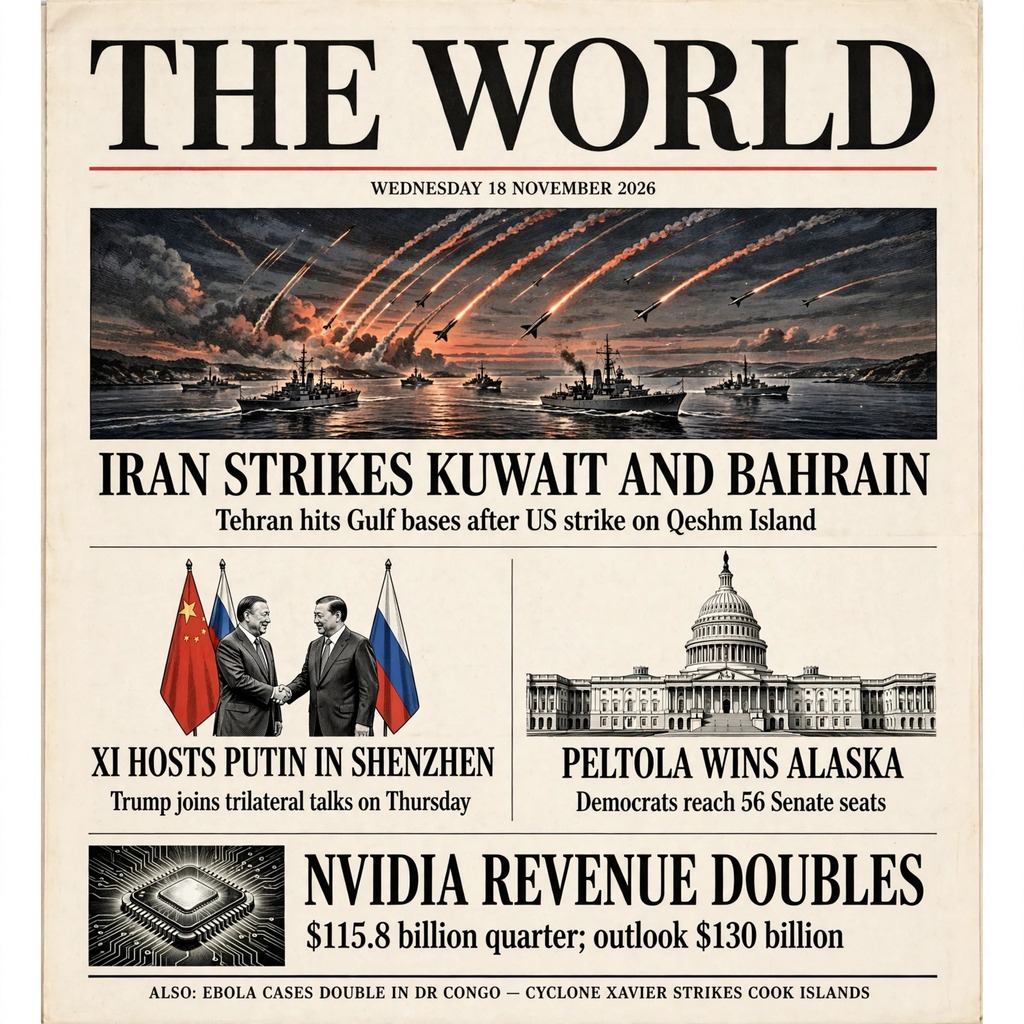 THE WORLD
WEDNESDAY 18 NOVEMBER 2026
IRAN STRIKES KUWAIT AND BAHRAIN
Tehran hits Gulf bases after US strike on Qeshm Island
XI HOSTS PUTIN IN SHENZHEN
Trump joins trilateral talks on Thursday
PELTOLA WINS ALASKA
Democrats reach 56 Senate seats
NVIDIA REVENUE DOUBLES
$115.8 billion quarter; outlook $130 billion
ALSO: EBOLA CASES DOUBLE IN DR CONGO — CYCLONE XAVIER STRIKES COOK ISLANDS